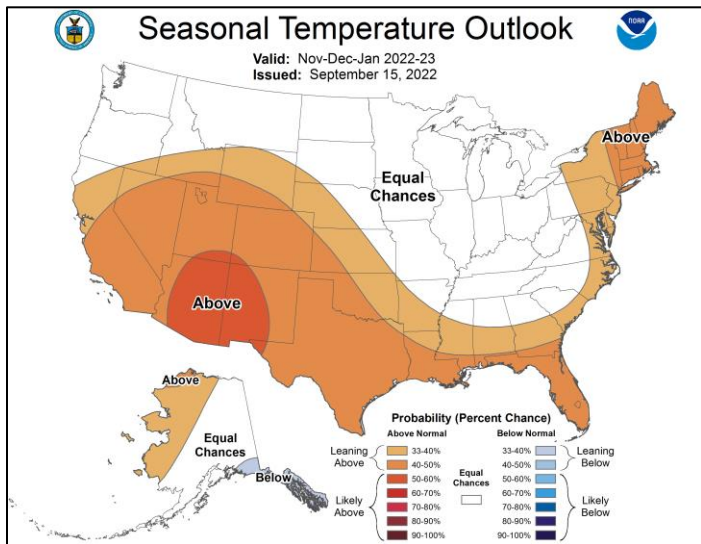 Seasonal Temperature Outlook
NOAA
Valid: Nov-Dec-Jan 2022-23
Issued: September 15, 2022
Above
Equal
Chances
Above
Above
Equal
Chances
Below
Probability (Percent Chance)
Above Normal Below Normal
Leaning Above
33-40%
40-50%
Likely Above
50-60%
60-70%
70-80%
80-90%
90-100%
Equal
Chances
33-40%
40-50%
Leaning Below
50-60%
60-70%
70-80%
80-90%
90-100%
Likely Below